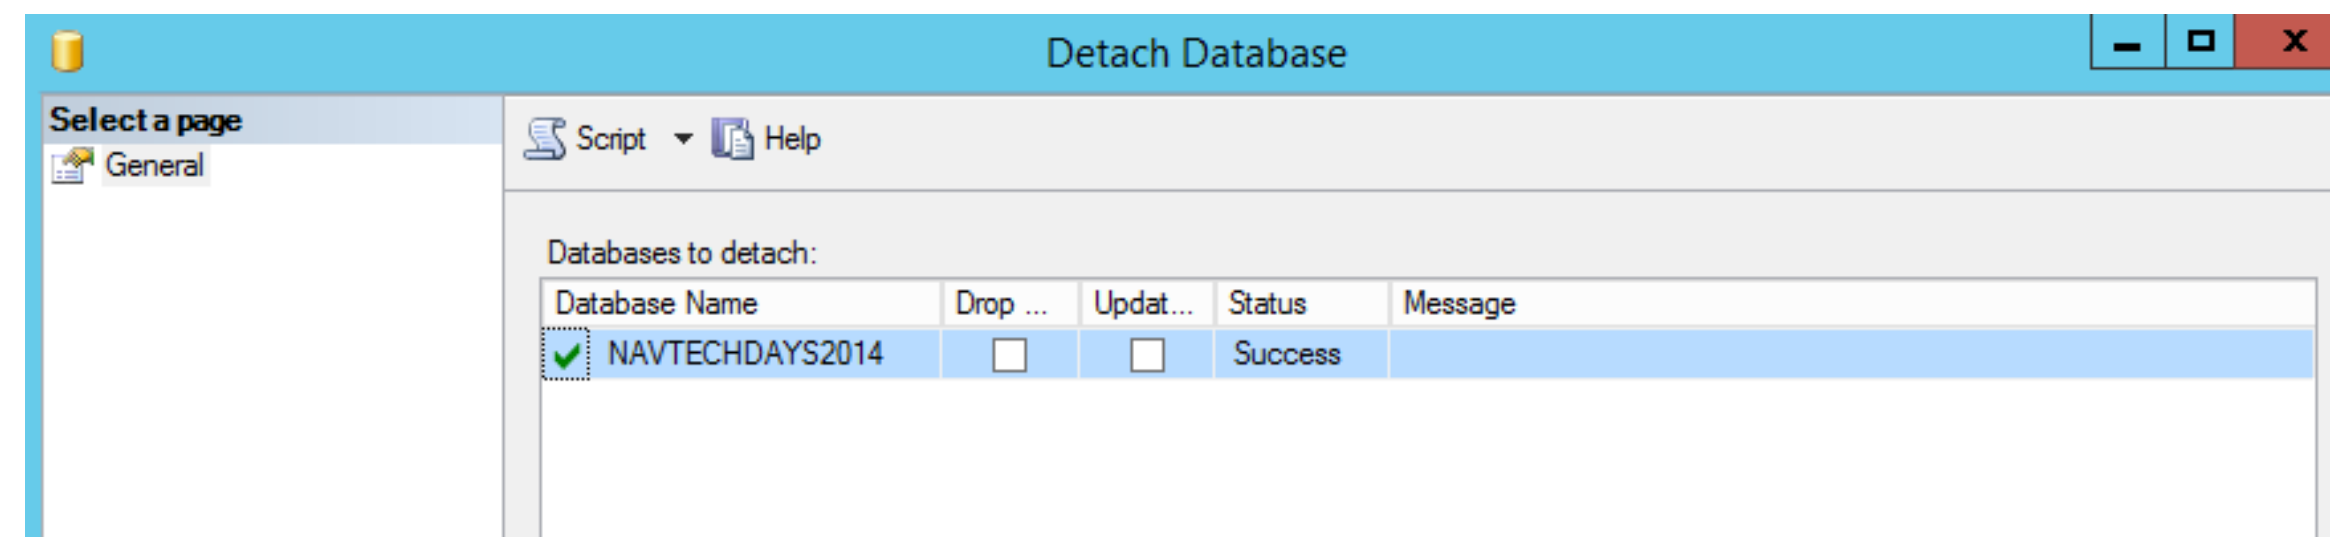 Detach Database
Select a page
General
Script Help
Databases to detach:
Database Name Drop ... Updat... Status Message
NAVTECHDAYS2014 Success